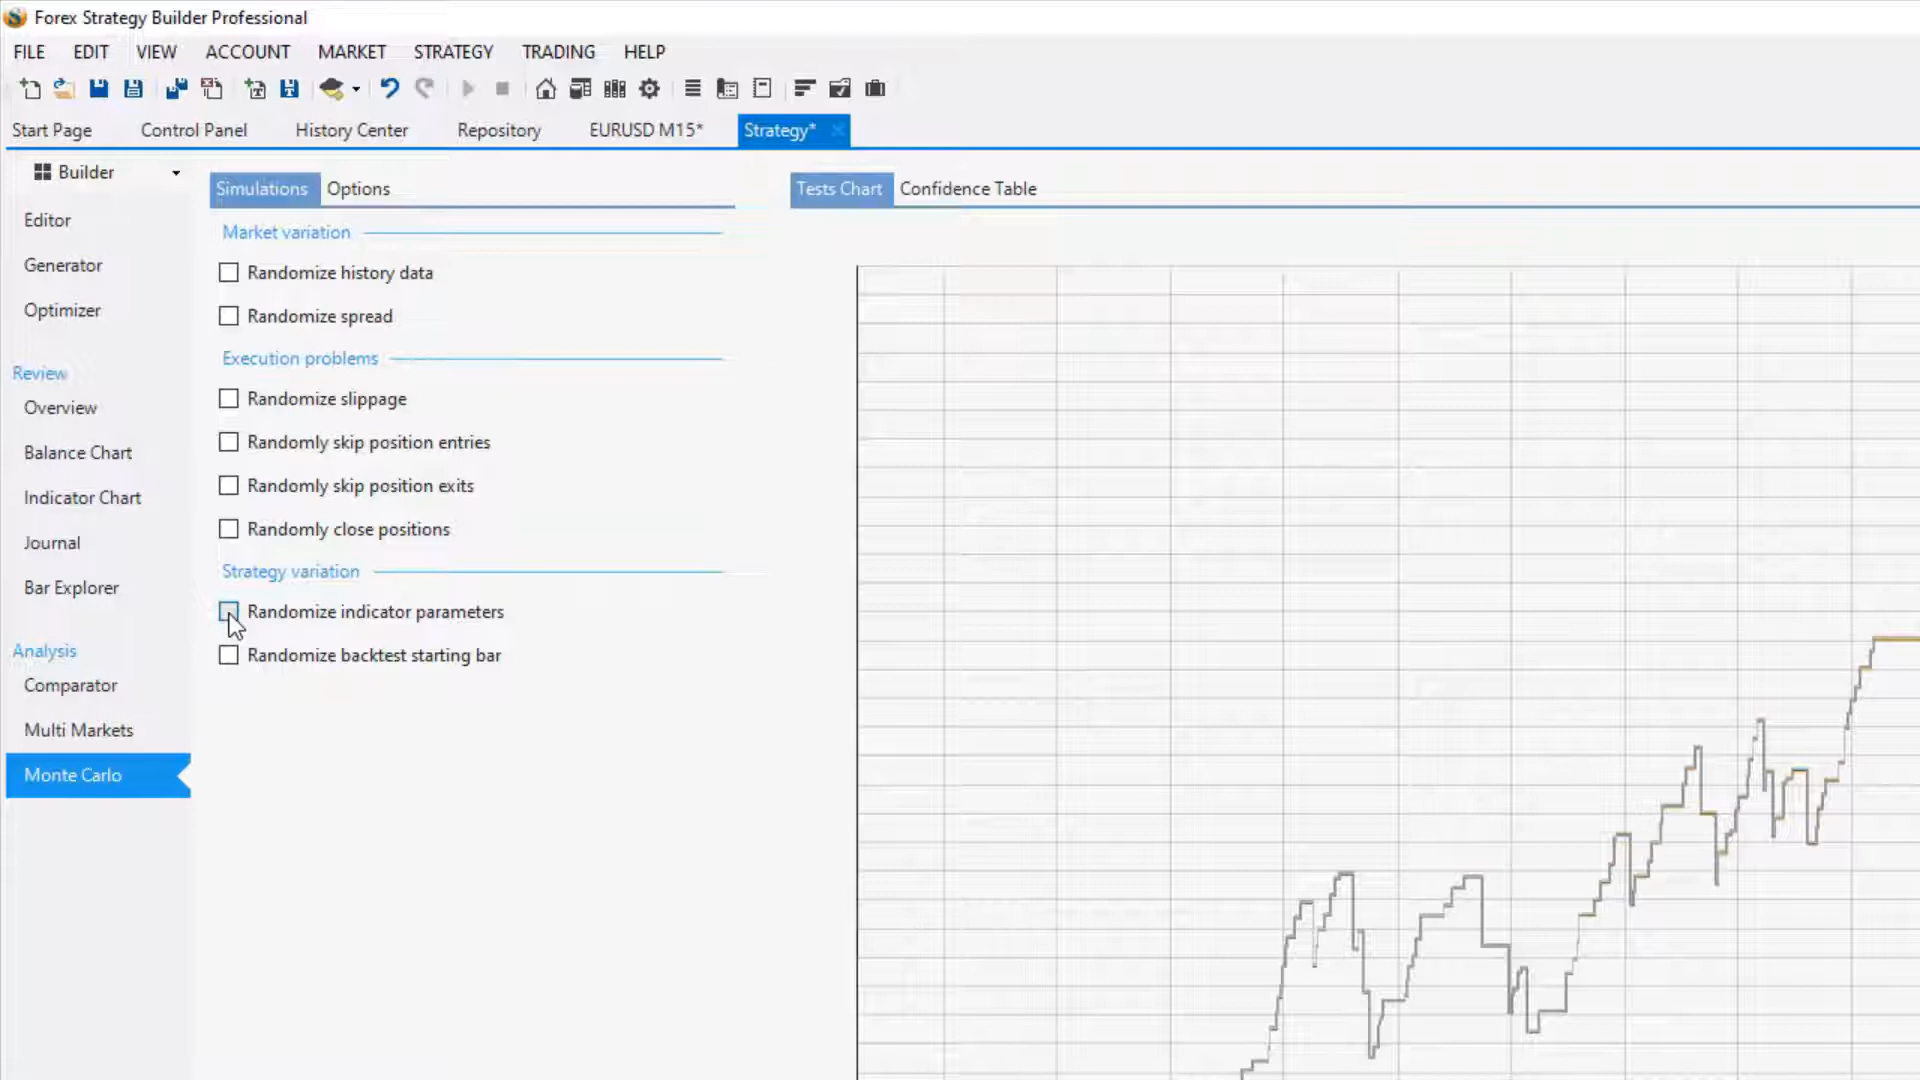 Forex Strategy Builder Professional
FILE EDIT VIEW ACCOUNT MARKET STRATEGY TRADING HELP
Start Page Control Panel History Center Repository EURUSD M15* Strategy*
Builder
Editor
Generator
Optimizer
Review
Overview
Balance Chart
Indicator Chart
Journal
Bar Explorer
Analysis
Comparator
Multi Markets
Monte Carlo
Simulations Options
Market variation
Randomize history data
Randomize spread
Execution problems
Randomize slippage
Randomly skip position entries
Randomly skip position exits
Randomly close positions
Strategy variation
Randomize indicator parameters
Randomize backtest starting bar
Tests Chart Confidence Table